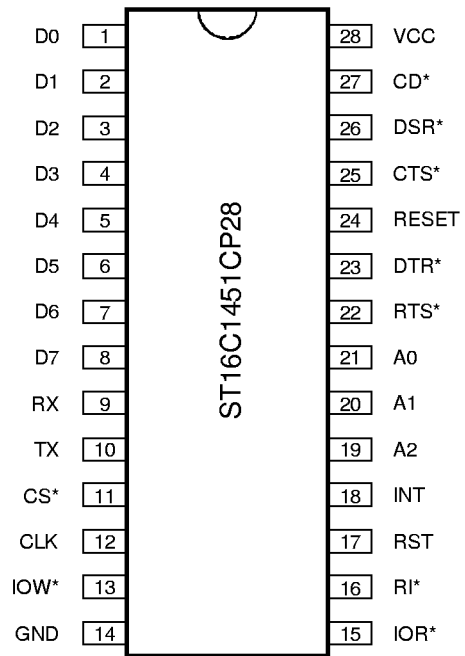 D0 1 28 VCC
D1 2 27 CD*
D2 3 26 DSR*
D3 4 25 CTS*
D4 5 24 RESET
D5 6 23 DTR*
D6 7 22 RTS*
D7 8 21 A0
RX 9 20 A1
TX 10 19 A2
CS* 11 18 INT
CLK 12 17 RST
IOW* 13 16 RI*
GND 14 15 IOR*
ST16C1451CP28